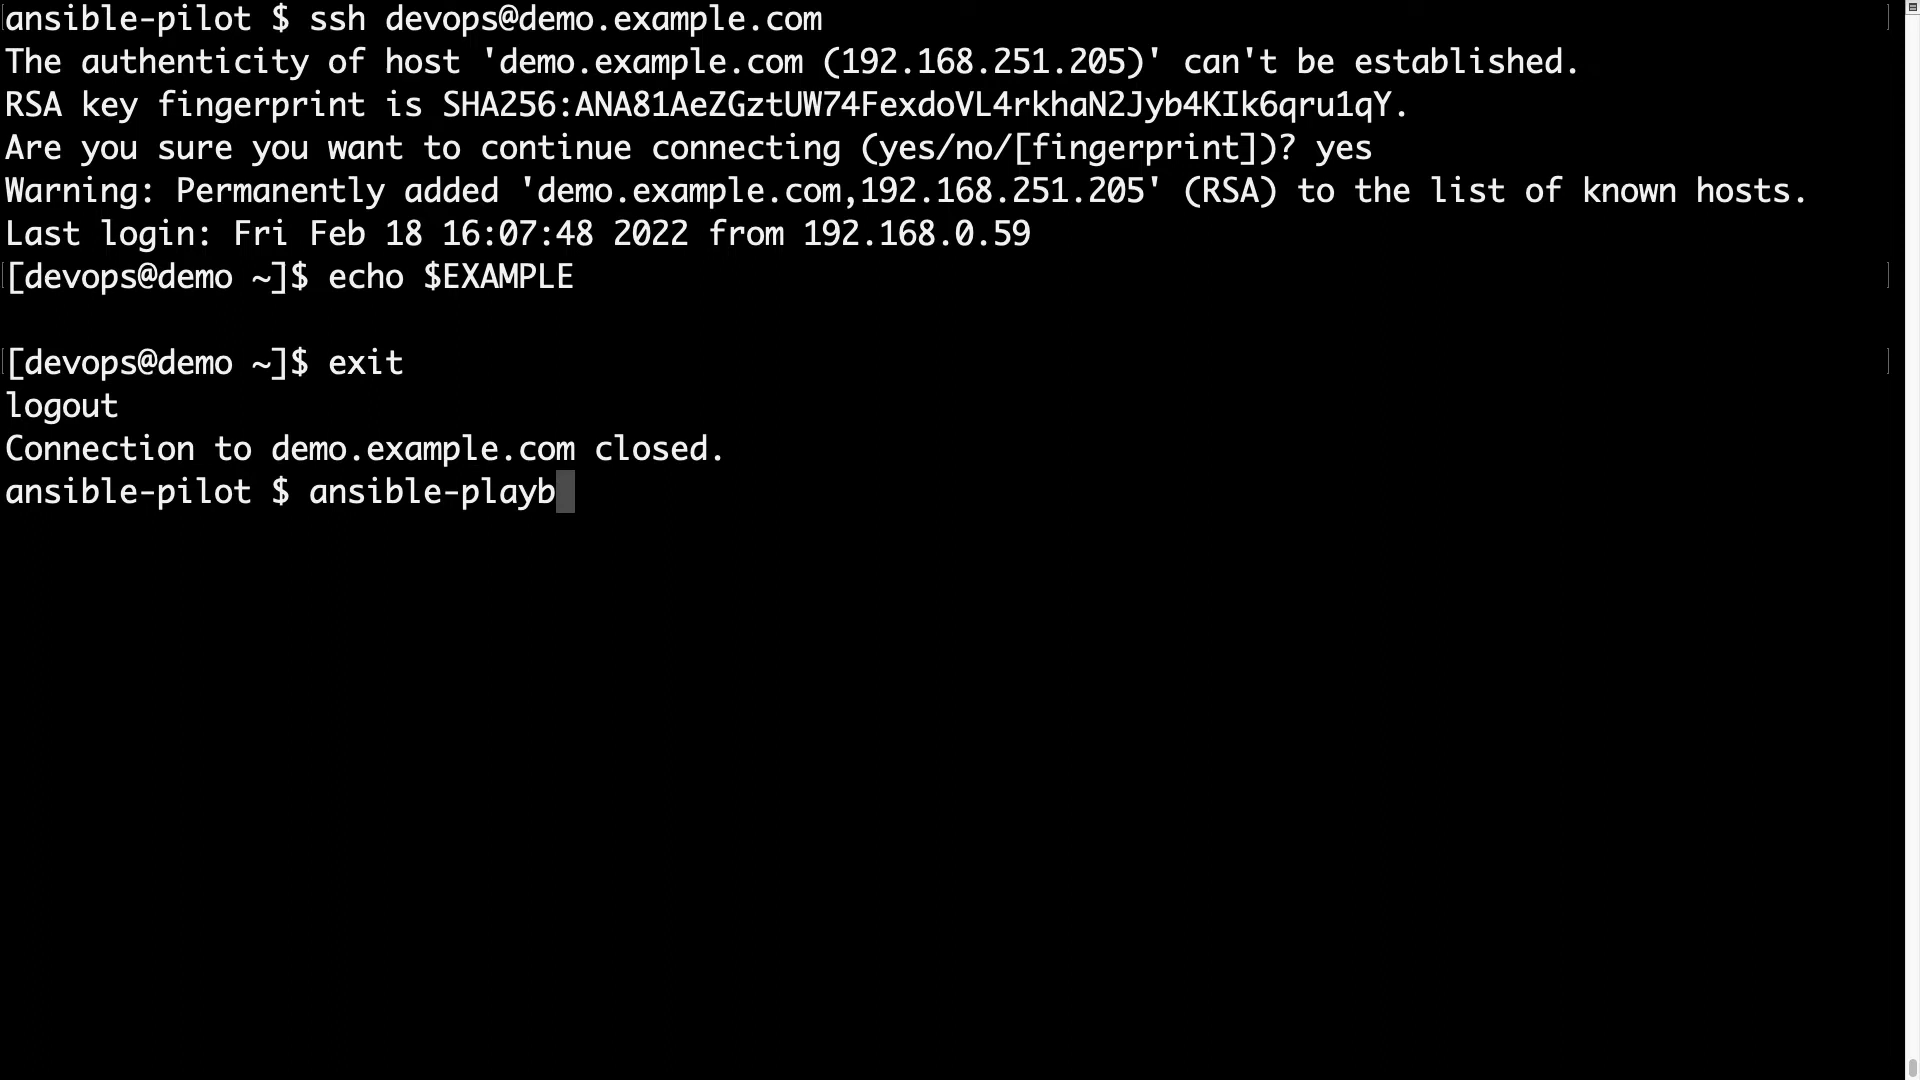 ansible-pilot $ ssh devops@demo.example.com
The authenticity of host 'demo.example.com (192.168.251.205)' can't be established.
RSA key fingerprint is SHA256:ANA81AeZGztUW74FexdoVL4rkhaN2Jyb4KIk6qru1qY.
Are you sure you want to continue connecting (yes/no/[fingerprint])? yes
Warning: Permanently added 'demo.example.com,192.168.251.205' (RSA) to the list of known hosts.
Last login: Fri Feb 18 16:07:48 2022 from 192.168.0.59
[devops@demo ~]$ echo $EXAMPLE
[devops@demo ~]$ exit
logout
Connection to demo.example.com closed.
ansible-pilot $ ansible-playb